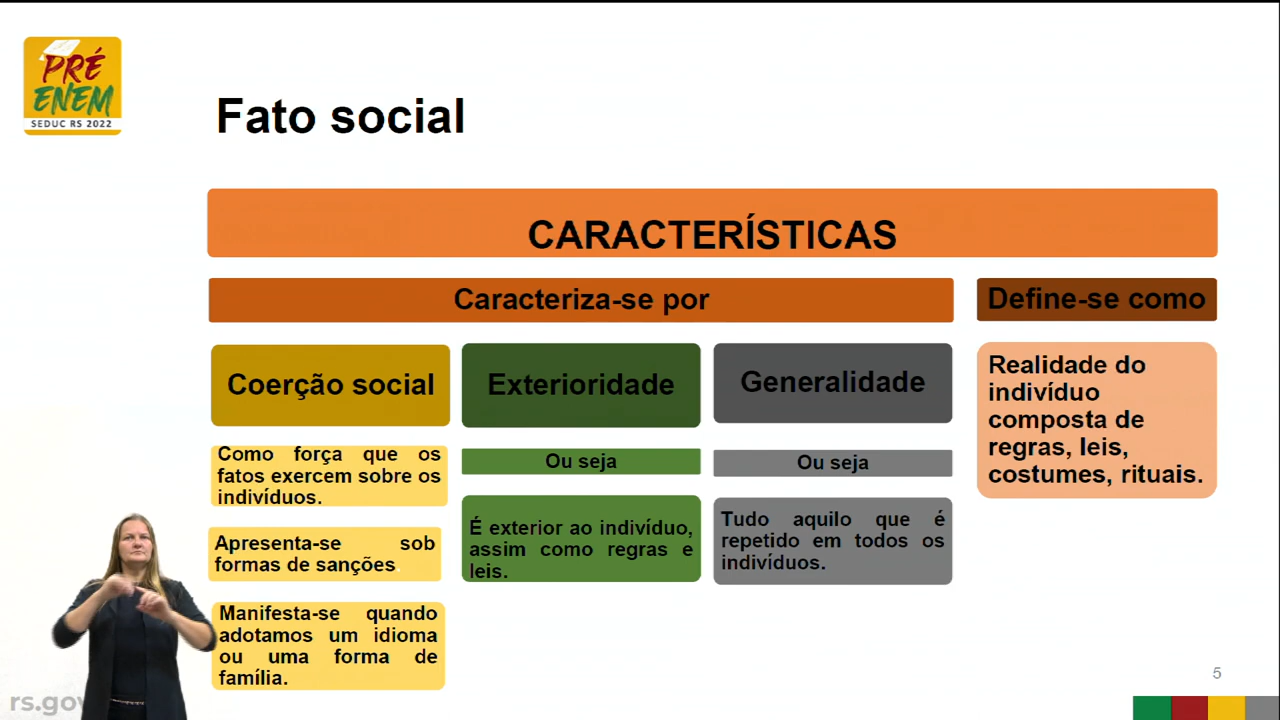 PRÉ
ENEM
SEDUC RS 2022
Fato social
CARACTERÍSTICAS
Caracteriza-se por
Define-se como
Coerção social
Exterioridade
Generalidade
Realidade do
indivíduo
composta de
regras, leis,
costumes, rituais.
Como força que os
fatos exercem sobre os
indivíduos.
Ou seja
Ou seja
Apresenta-se sob
formas de sanções.
É exterior ao indivíduo,
assim como regras e
leis.
Tudo aquilo que é
repetido em todos os
indivíduos.
Manifesta-se quando
adotamos um idioma
ou uma forma de
família.
5
rs.gov